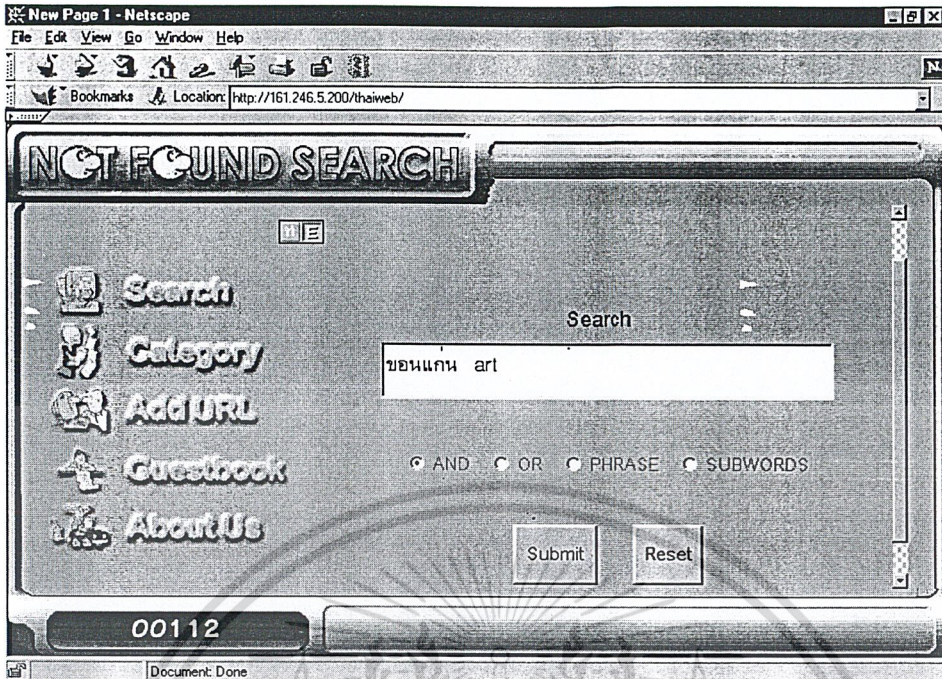 New Page 1 - Netscape
File Edit View Go Window Help
N
Bookmarks Location: http://161.246.5.200/thaiweb/
NOT FOUND SEARCH
ท E
Search
Category
Add URL
Guestbook
About Us
Search
ขอนแก่น art
AND OR PHRASE SUBWORDS
Submit Reset
00112
Document: Done